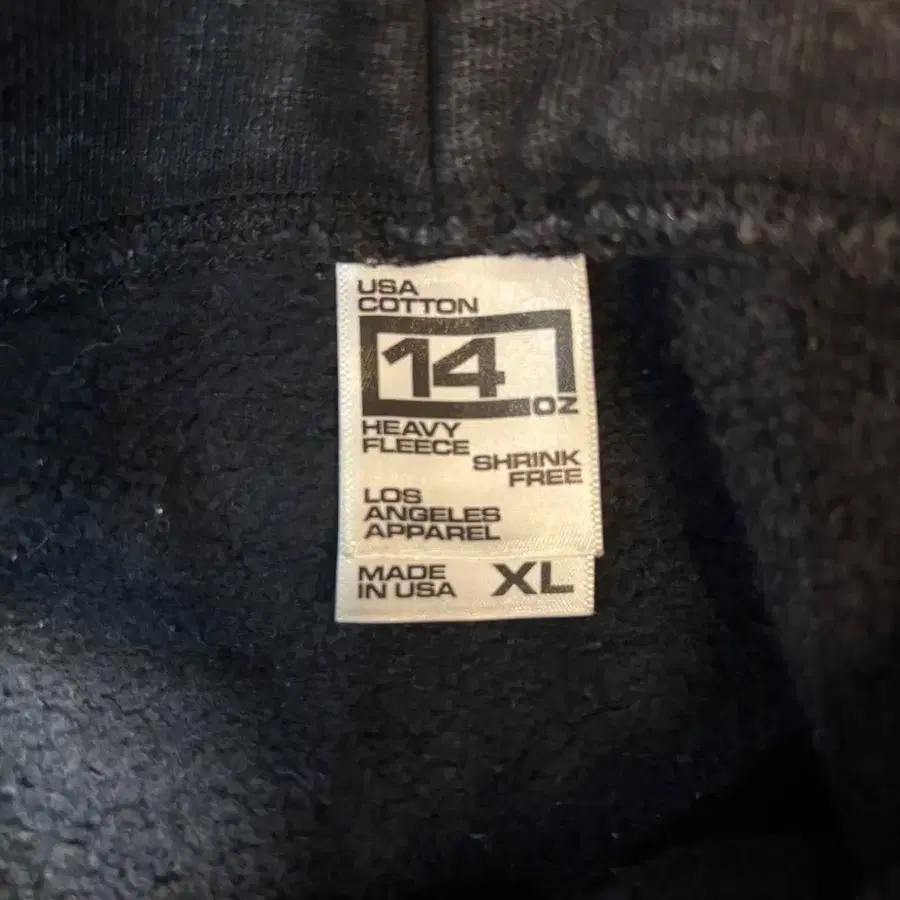 USA
COTTON
14
OZ
HEAVY
FLEECE
SHRINK
FREE
LOS
ANGELES
APPAREL
MADE
IN USA
XL